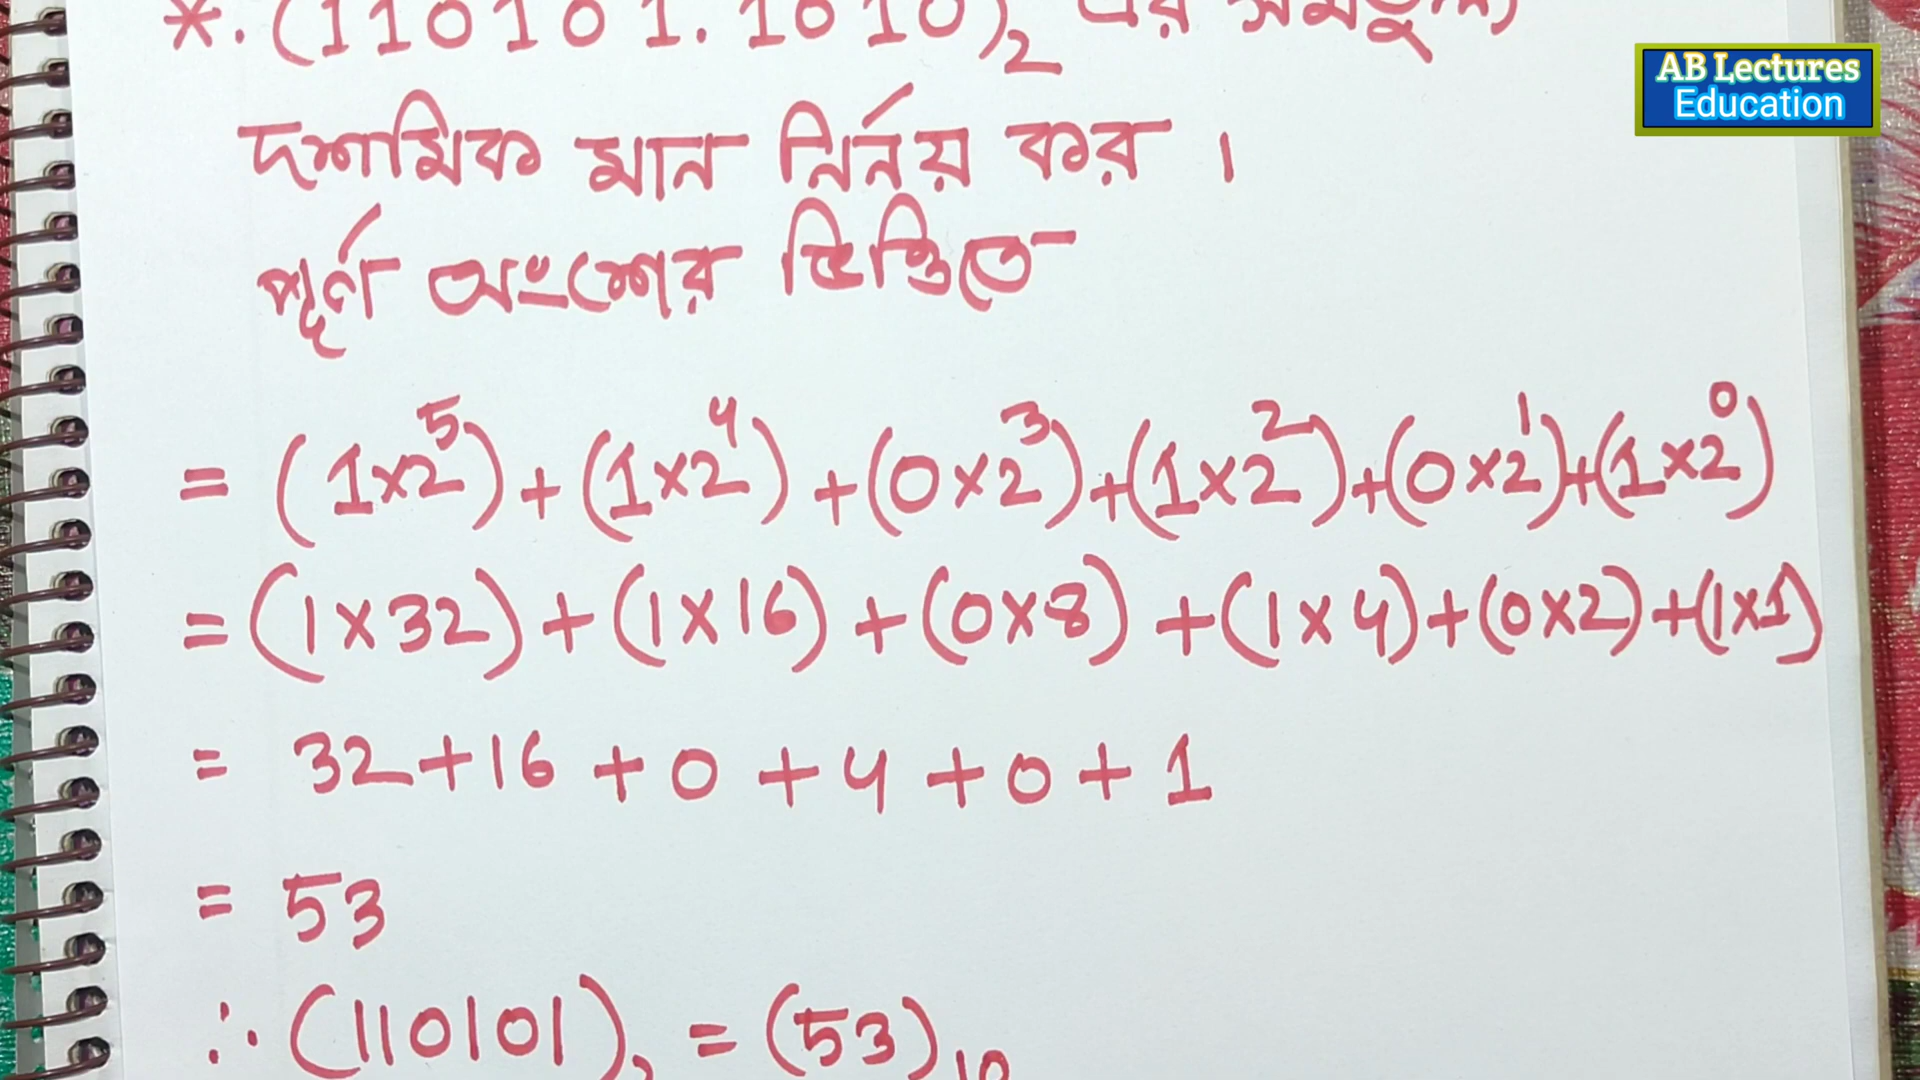 *. (110101.1010)₂ এর সমতুল্য
AB Lectures
Education
দশমিক মান নির্নয় কর ।
পূর্ণ অংশের ভিত্তিতে
= (1×2⁵)+(1×2⁴)+(0×2³)+(1×2²)+(0×2¹)+(1×2⁰)
= (1×32)+(1×16)+(0×8)+(1×4)+(0×2)+(1×1)
= 32+16+0+4+0+1
= 53
∴ (110101)₂ = (53)₁₀